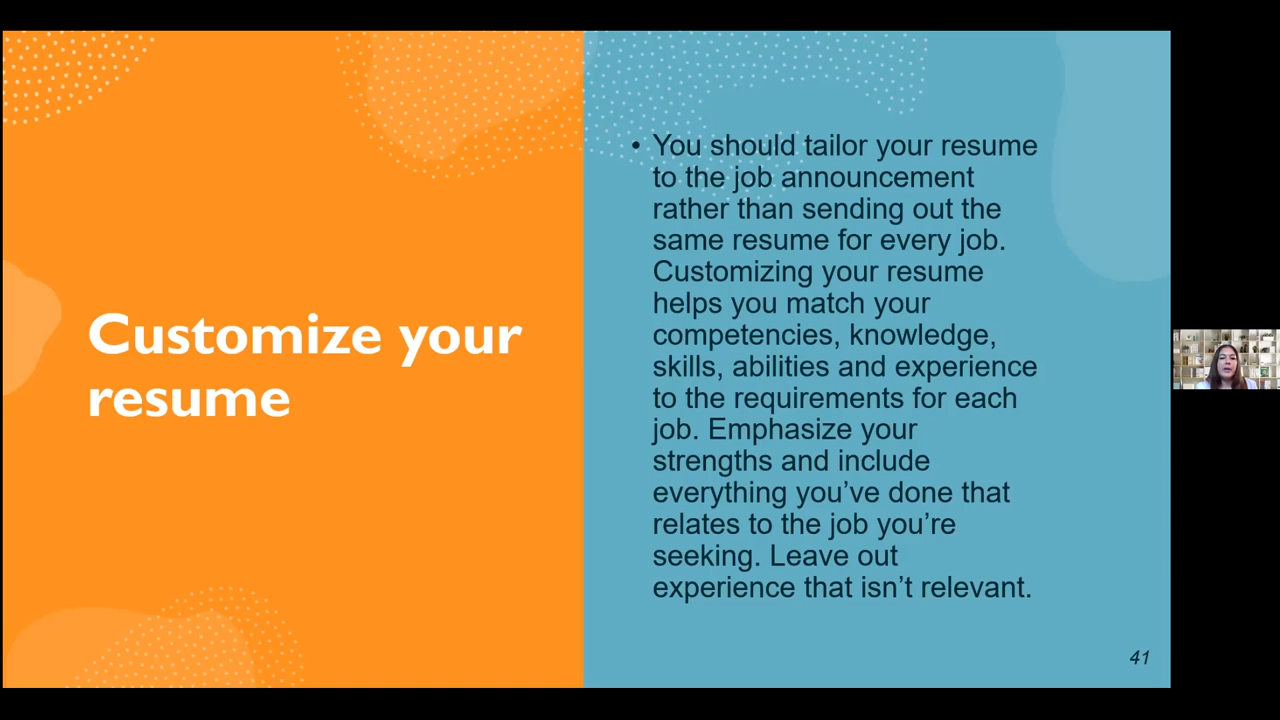 Customize your
resume
• You should tailor your resume
to the job announcement
rather than sending out the
same resume for every job.
Customizing your resume
helps you match your
competencies, knowledge,
skills, abilities and experience
to the requirements for each
job. Emphasize your
strengths and include
everything you’ve done that
relates to the job you’re
seeking. Leave out
experience that isn’t relevant.
41